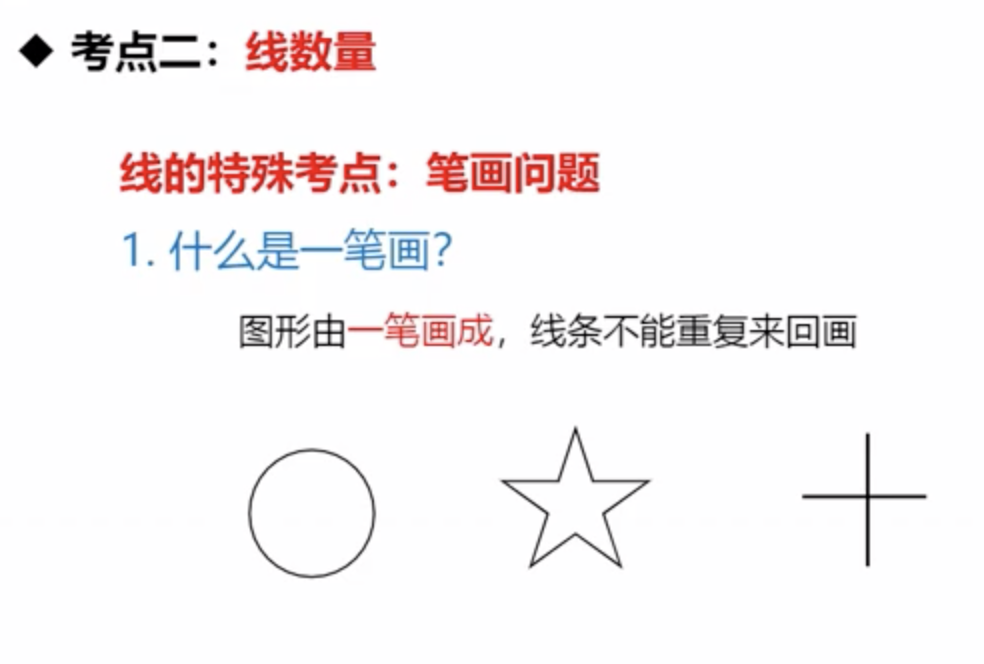 ◆ 考点二：线数量
线的特殊考点：笔画问题
1. 什么是一笔画？
图形由一笔画成，线条不能重复来回画